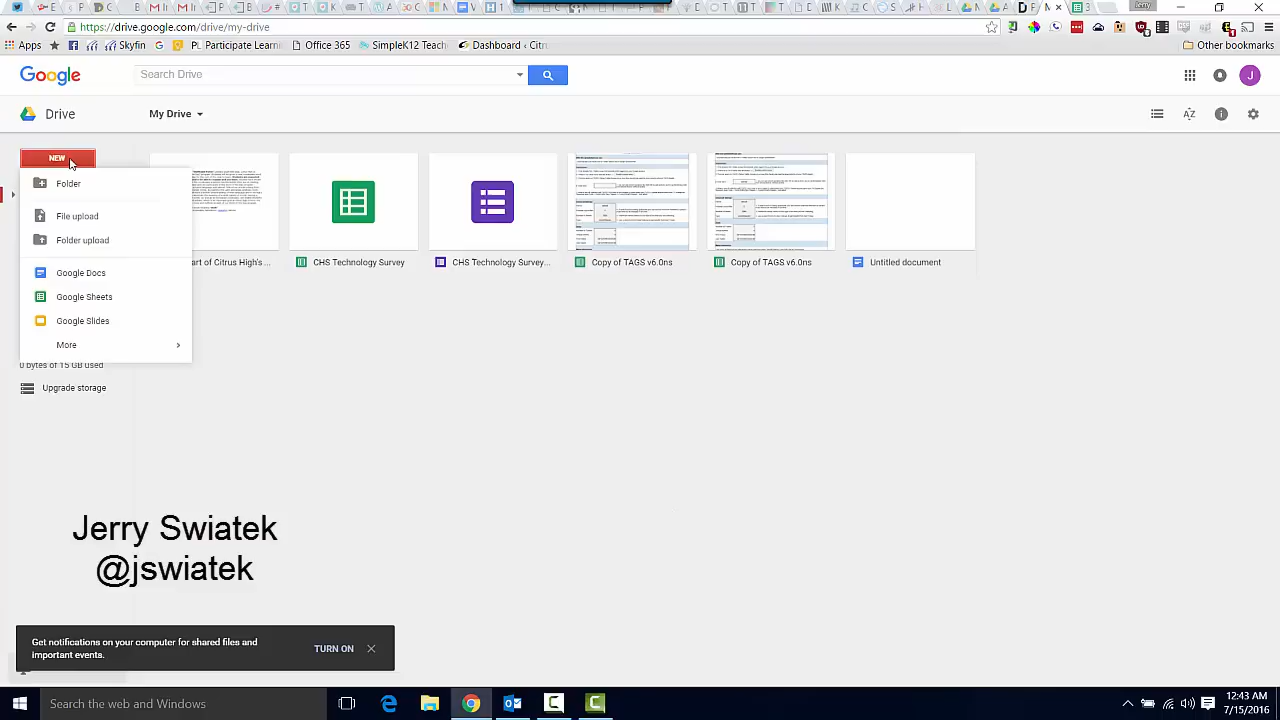 Jerry
https://drive.google.com/drive/my-drive
Apps
Skyfin
Participate Learni
Office 365
SimpleK12 Teach
Dashboard ‹ Citr
Other bookmarks
Google
Search Drive
J
Drive
My Drive
NEW
Folder
File upload
Folder upload
Google Docs
Google Sheets
Google Slides
More
art of Citrus High's ...
CHS Technology Survey
CHS Technology Survey...
Copy of TAGS v6.0ns
Copy of TAGS v6.0ns
Untitled document
0 bytes of 15 GB used
Upgrade storage
Jerry Swiatek
@jswiatek
Get notifications on your computer for shared files and
important events.
TURN ON
Search the web and Windows
12:43 AM
7/15/2016